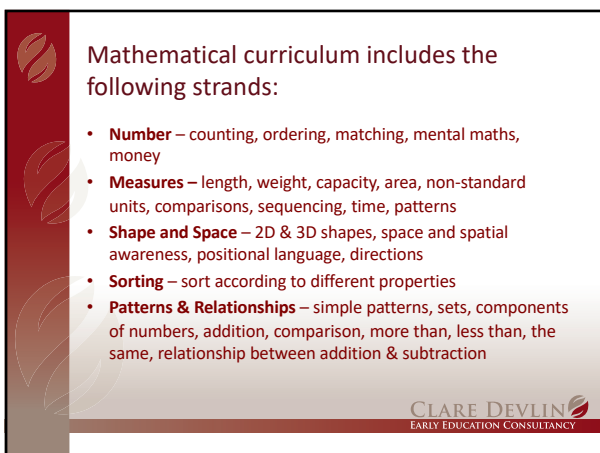 Mathematical curriculum includes the
following strands:
• Number – counting, ordering, matching, mental maths,
money
• Measures – length, weight, capacity, area, non-standard
units, comparisons, sequencing, time, patterns
• Shape and Space – 2D & 3D shapes, space and spatial
awareness, positional language, directions
• Sorting – sort according to different properties
• Patterns & Relationships – simple patterns, sets, components
of numbers, addition, comparison, more than, less than, the
same, relationship between addition & subtraction
CLARE DEVLIN
EARLY EDUCATION CONSULTANCY